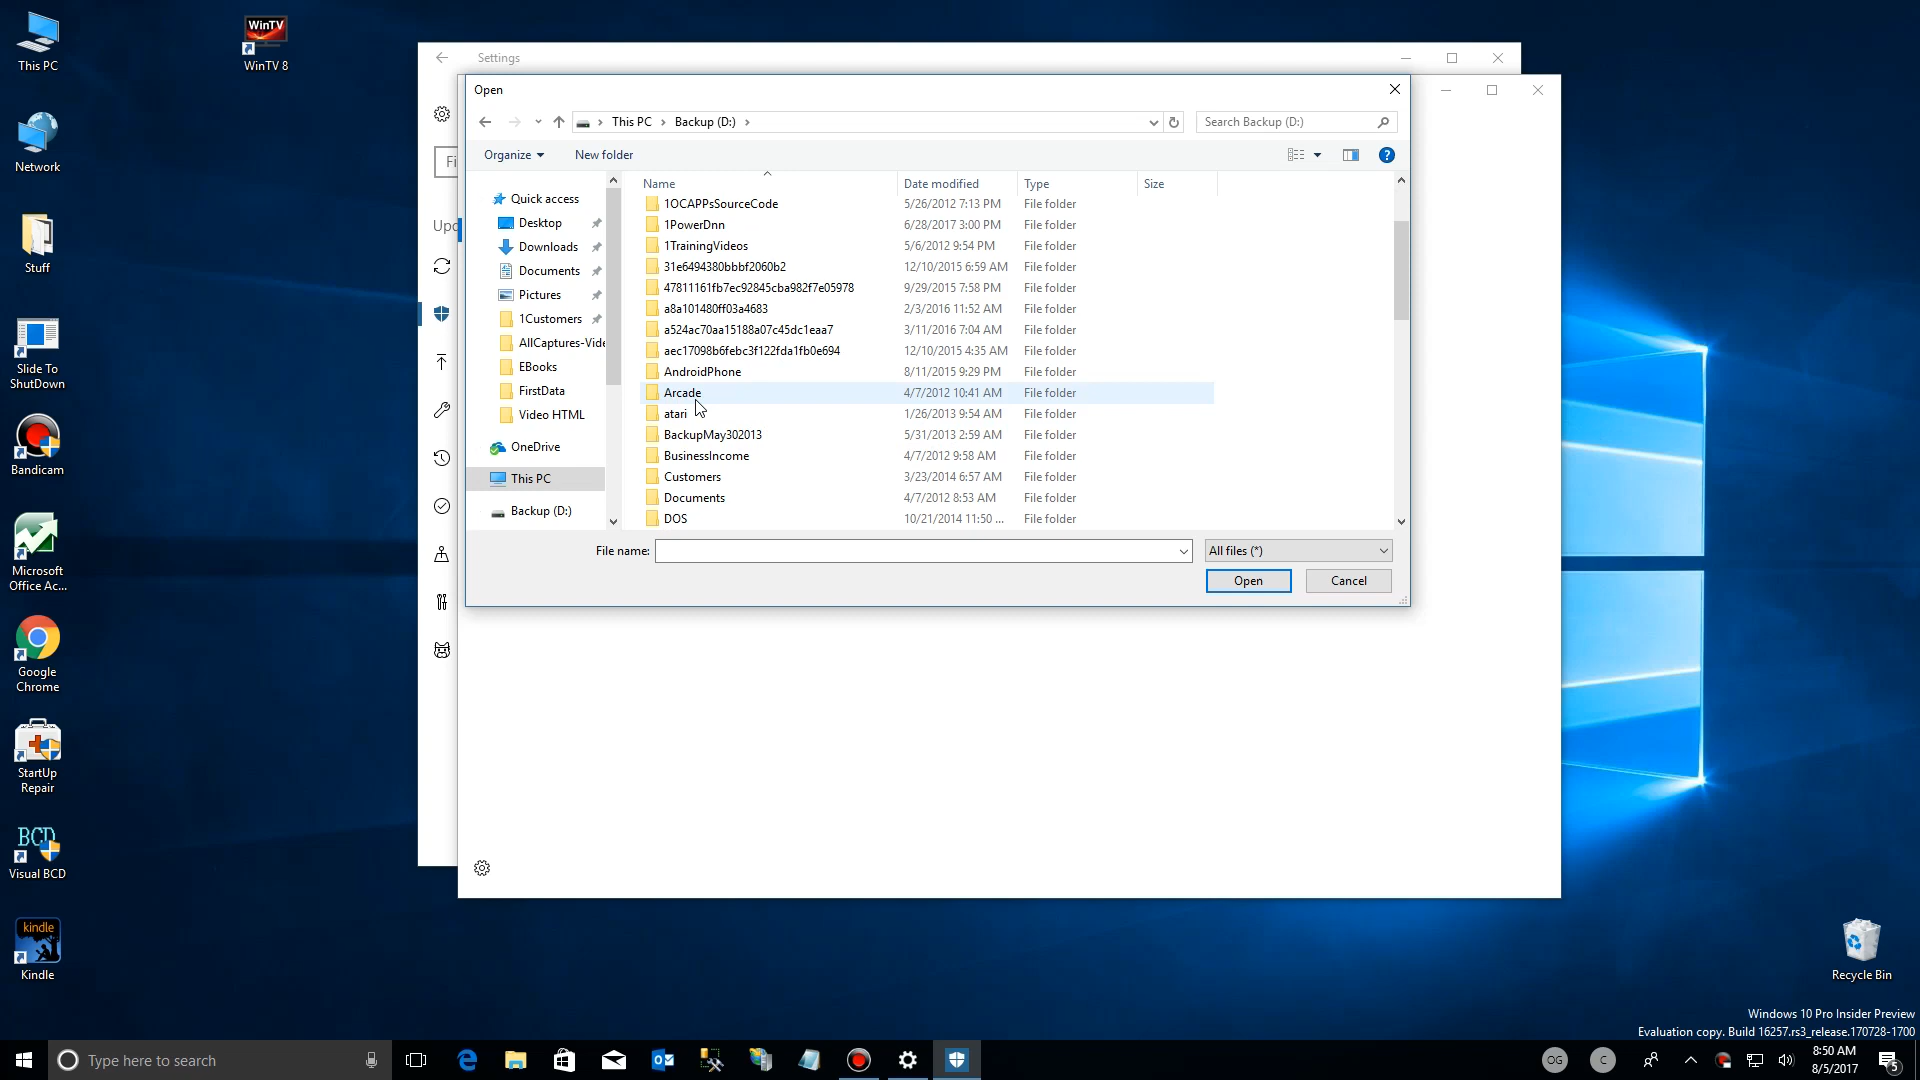 This PC
WinTV
WinTV 8
Network
Stuff
Slide To
ShutDown
Bandicam
Microsoft
Office Ac...
Google
Chrome
StartUp
Repair
BCD
Visual BCD
kindle
Kindle
Settings
Fi
Upd
Open
This PC > Backup (D:) >
Search Backup (D:)
Organize
New folder
Quick access
Desktop
Downloads
Documents
Pictures
1Customers
AllCaptures-Vide
EBooks
FirstData
Video HTML
OneDrive
This PC
Backup (D:)
Name Date modified Type Size
1OCAPPsSourceCode 5/26/2012 7:13 PM File folder
1PowerDnn 6/28/2017 3:00 PM File folder
1TrainingVideos 5/6/2012 9:54 PM File folder
31e6494380bbbf2060b2 12/10/2015 6:59 AM File folder
47811161fb7ec92845cba982f7e05978 9/29/2015 7:58 PM File folder
a8a101480ff03a4683 2/3/2016 11:52 AM File folder
a524ac70aa15188a07c45dc1eaa7 3/11/2016 7:04 AM File folder
aec17098b6febc3f122fda1fb0e694 12/10/2015 4:35 AM File folder
AndroidPhone 8/11/2015 9:29 PM File folder
Arcade 4/7/2012 10:41 AM File folder
atari 1/26/2013 9:54 AM File folder
BackupMay302013 5/31/2013 2:59 AM File folder
BusinessIncome 4/7/2012 9:58 AM File folder
Customers 3/23/2014 6:57 AM File folder
Documents 4/7/2012 8:53 AM File folder
DOS 10/21/2014 11:50 ... File folder
File name:
All files (*)
Open
Cancel
Recycle Bin
Windows 10 Pro Insider Preview
Evaluation copy. Build 16257.rs3_release.170728-1700
Type here to search
OG
C
8:50 AM
8/5/2017
5